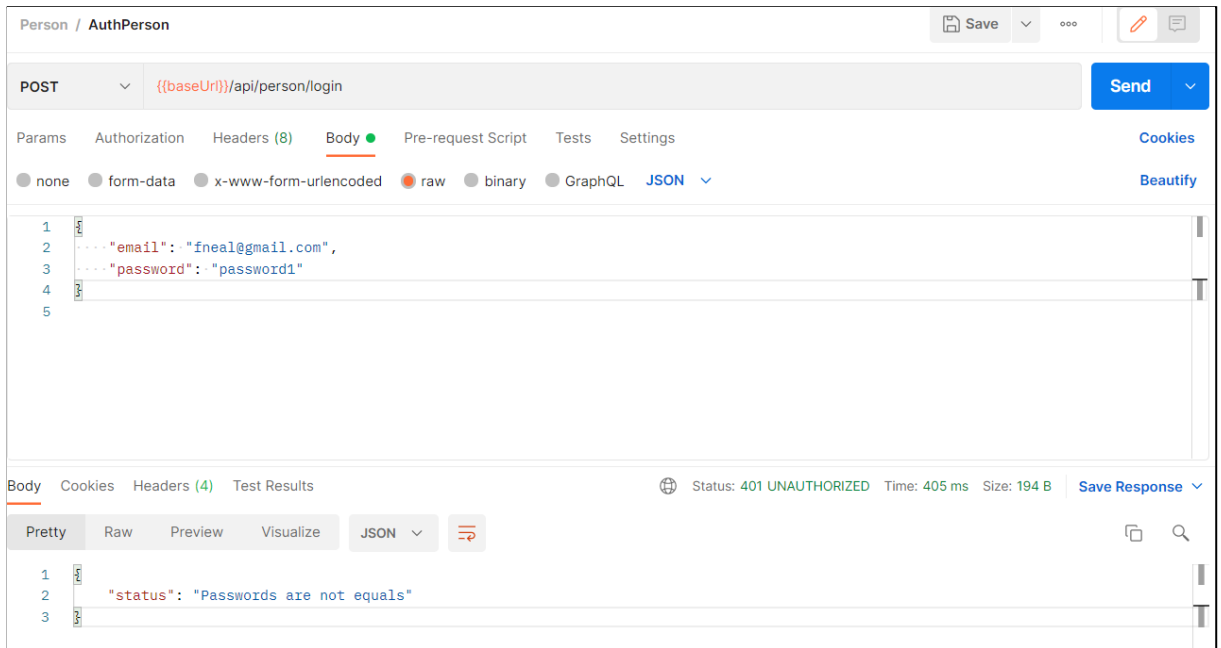 Person / AuthPerson Save ooo
POST {{baseUrl}}/api/person/login Send
Params Authorization Headers (8) Body Pre-request Script Tests Settings Cookies
none form-data x-www-form-urlencoded raw binary GraphQL JSON Beautify
1 {
2 "email": "fneal@gmail.com",
3 "password": "password1"
4 }
5
Body Cookies Headers (4) Test Results Status: 401 UNAUTHORIZED Time: 405 ms Size: 194 B Save Response
Pretty Raw Preview Visualize JSON
1 {
2 "status": "Passwords are not equals"
3 }